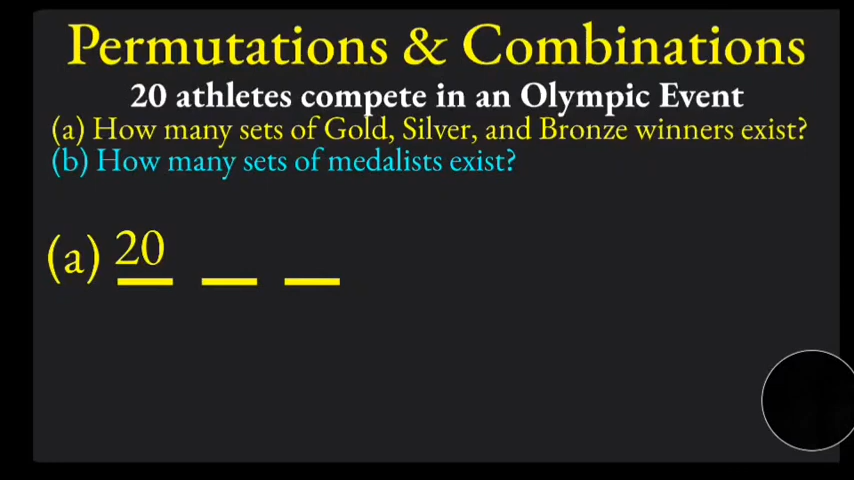 Permutations & Combinations
20 athletes compete in an Olympic Event
(a) How many sets of Gold, Silver, and Bronze winners exist?
(b) How many sets of medalists exist?
(a) 20